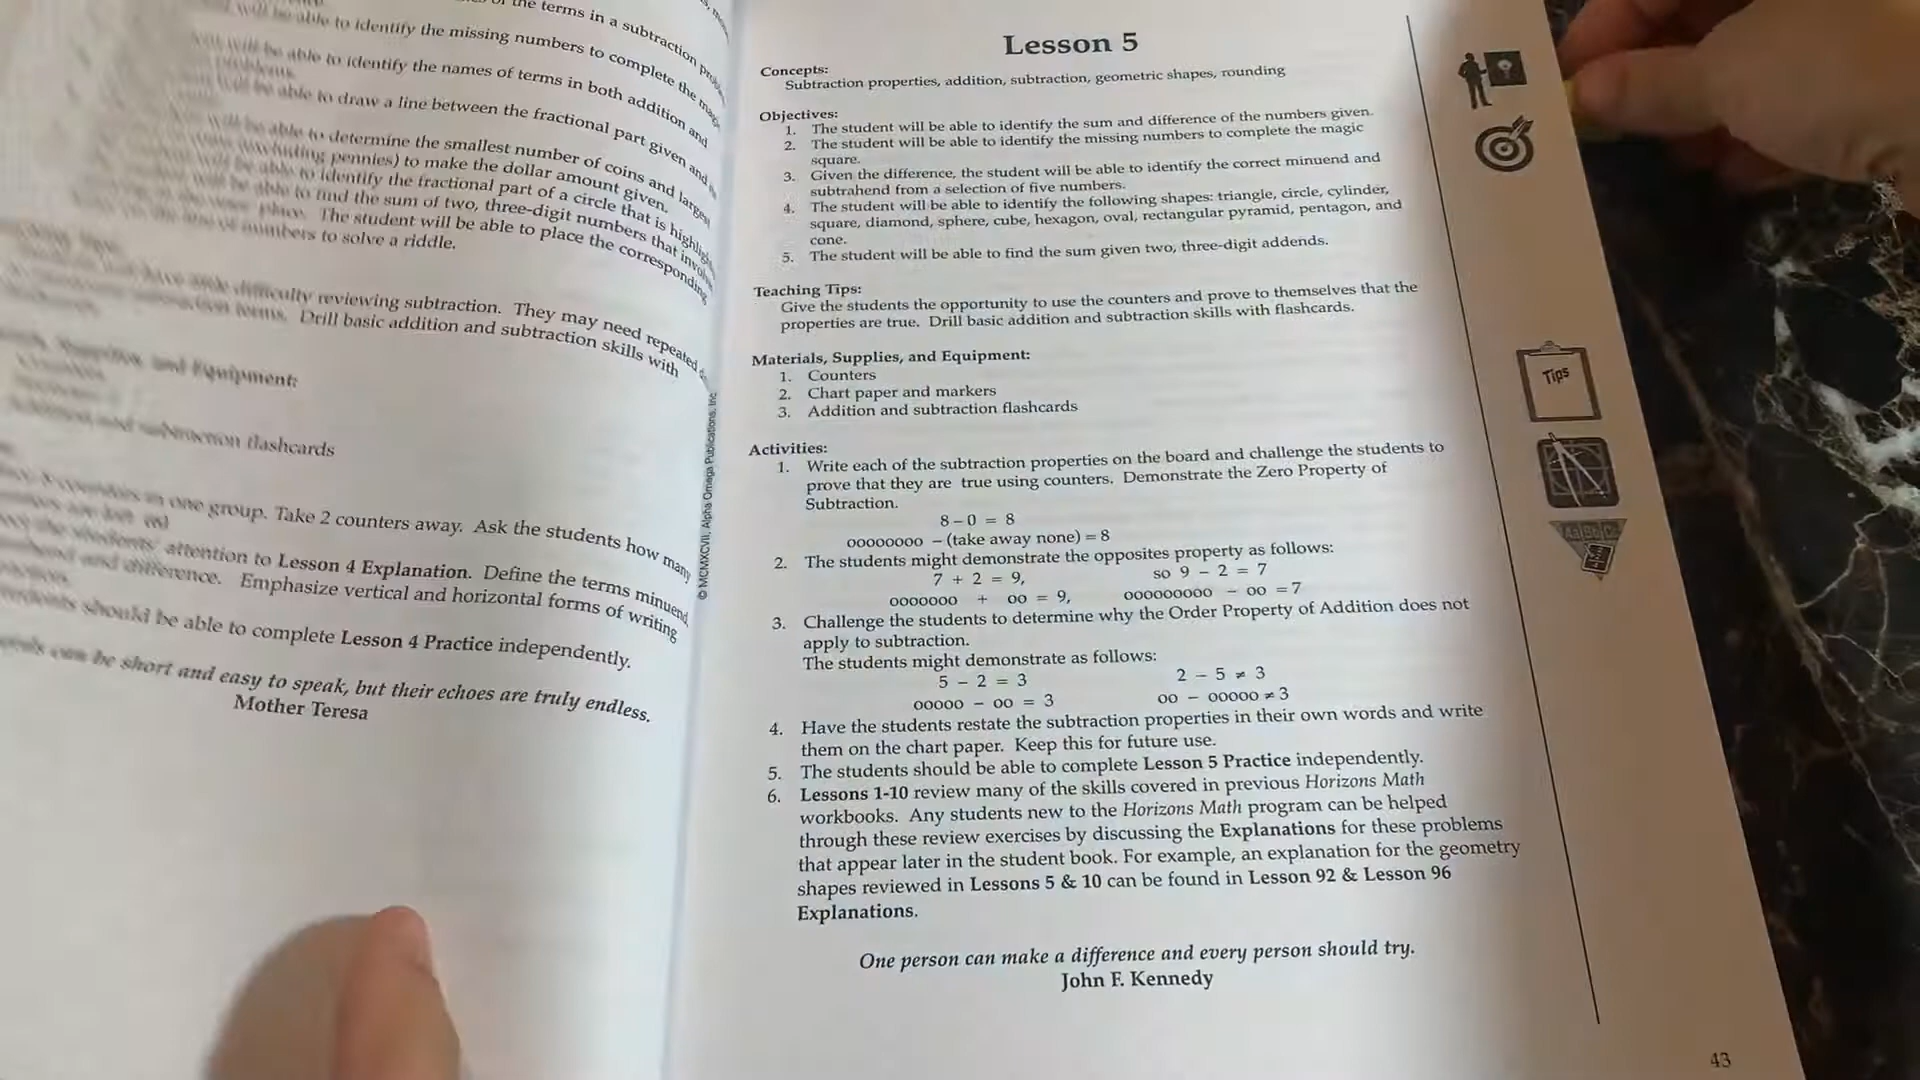 the terms in a subtraction
able to identify the missing numbers to complete the
will be able to identify the names of terms in both addition and
problems.
will be able to draw a line between the fractional part given and
will be able to determine the smallest number of coins and largest
(excluding pennies) to make the dollar amount given.
will be able to identify the fractional part of a circle that is
will be able to find the sum of two, three-digit numbers that
place. The student will be able to place the corresponding
of numbers to solve a riddle.
difficulty reviewing subtraction. They may need repeated
terms. Drill basic addition and subtraction skills with
Supplies, and Equipment:
Addition and subtraction flashcards
counters in one group. Take 2 counters away. Ask the students how many
are left. (6)
the students' attention to Lesson 4 Explanation. Define the terms minuend,
and difference. Emphasize vertical and horizontal forms of writing
students should be able to complete Lesson 4 Practice independently.
can be short and easy to speak, but their echoes are truly endless.
Mother Teresa
© MCMXCVII, Alpha Omega Publications, Inc.
Lesson 5
Concepts:
Subtraction properties, addition, subtraction, geometric shapes, rounding
Objectives:
1. The student will be able to identify the sum and difference of the numbers given.
2. The student will be able to identify the missing numbers to complete the magic
square.
3. Given the difference, the student will be able to identify the correct minuend and
subtrahend from a selection of five numbers.
4. The student will be able to identify the following shapes: triangle, circle, cylinder,
square, diamond, sphere, cube, hexagon, oval, rectangular pyramid, pentagon, and
cone.
5. The student will be able to find the sum given two, three-digit addends.
Teaching Tips:
Give the students the opportunity to use the counters and prove to themselves that the
properties are true. Drill basic addition and subtraction skills with flashcards.
Materials, Supplies, and Equipment:
1. Counters
2. Chart paper and markers
3. Addition and subtraction flashcards
Activities:
1. Write each of the subtraction properties on the board and challenge the students to
prove that they are true using counters. Demonstrate the Zero Property of
Subtraction.
8 – 0 = 8
oooooooo – (take away none) = 8
2. The students might demonstrate the opposites property as follows:
7 + 2 = 9, so 9 – 2 = 7
ooooooo + oo = 9, ooooooooo – oo = 7
3. Challenge the students to determine why the Order Property of Addition does not
apply to subtraction.
The students might demonstrate as follows:
5 – 2 = 3 2 – 5 ≠ 3
ooooo – oo = 3 oo – ooooo ≠ 3
4. Have the students restate the subtraction properties in their own words and write
them on the chart paper. Keep this for future use.
5. The students should be able to complete Lesson 5 Practice independently.
6. Lessons 1-10 review many of the skills covered in previous Horizons Math
workbooks. Any students new to the Horizons Math program can be helped
through these review exercises by discussing the Explanations for these problems
that appear later in the student book. For example, an explanation for the geometry
shapes reviewed in Lessons 5 & 10 can be found in Lesson 92 & Lesson 96
Explanations.
One person can make a difference and every person should try.
John F. Kennedy
Tips
43